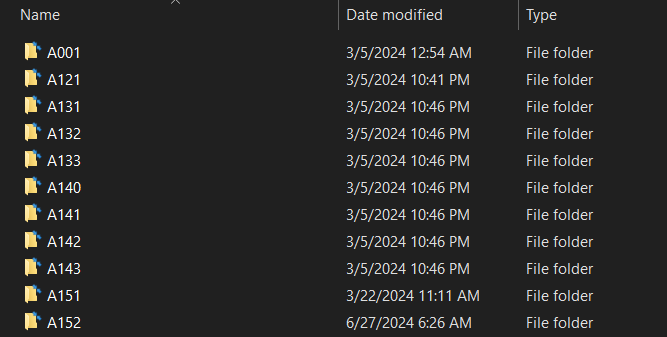 Name Date modified Type
A001 3/5/2024 12:54 AM File folder
A121 3/5/2024 10:41 PM File folder
A131 3/5/2024 10:46 PM File folder
A132 3/5/2024 10:46 PM File folder
A133 3/5/2024 10:46 PM File folder
A140 3/5/2024 10:46 PM File folder
A141 3/5/2024 10:46 PM File folder
A142 3/5/2024 10:46 PM File folder
A143 3/5/2024 10:46 PM File folder
A151 3/22/2024 11:11 AM File folder
A152 6/27/2024 6:26 AM File folder